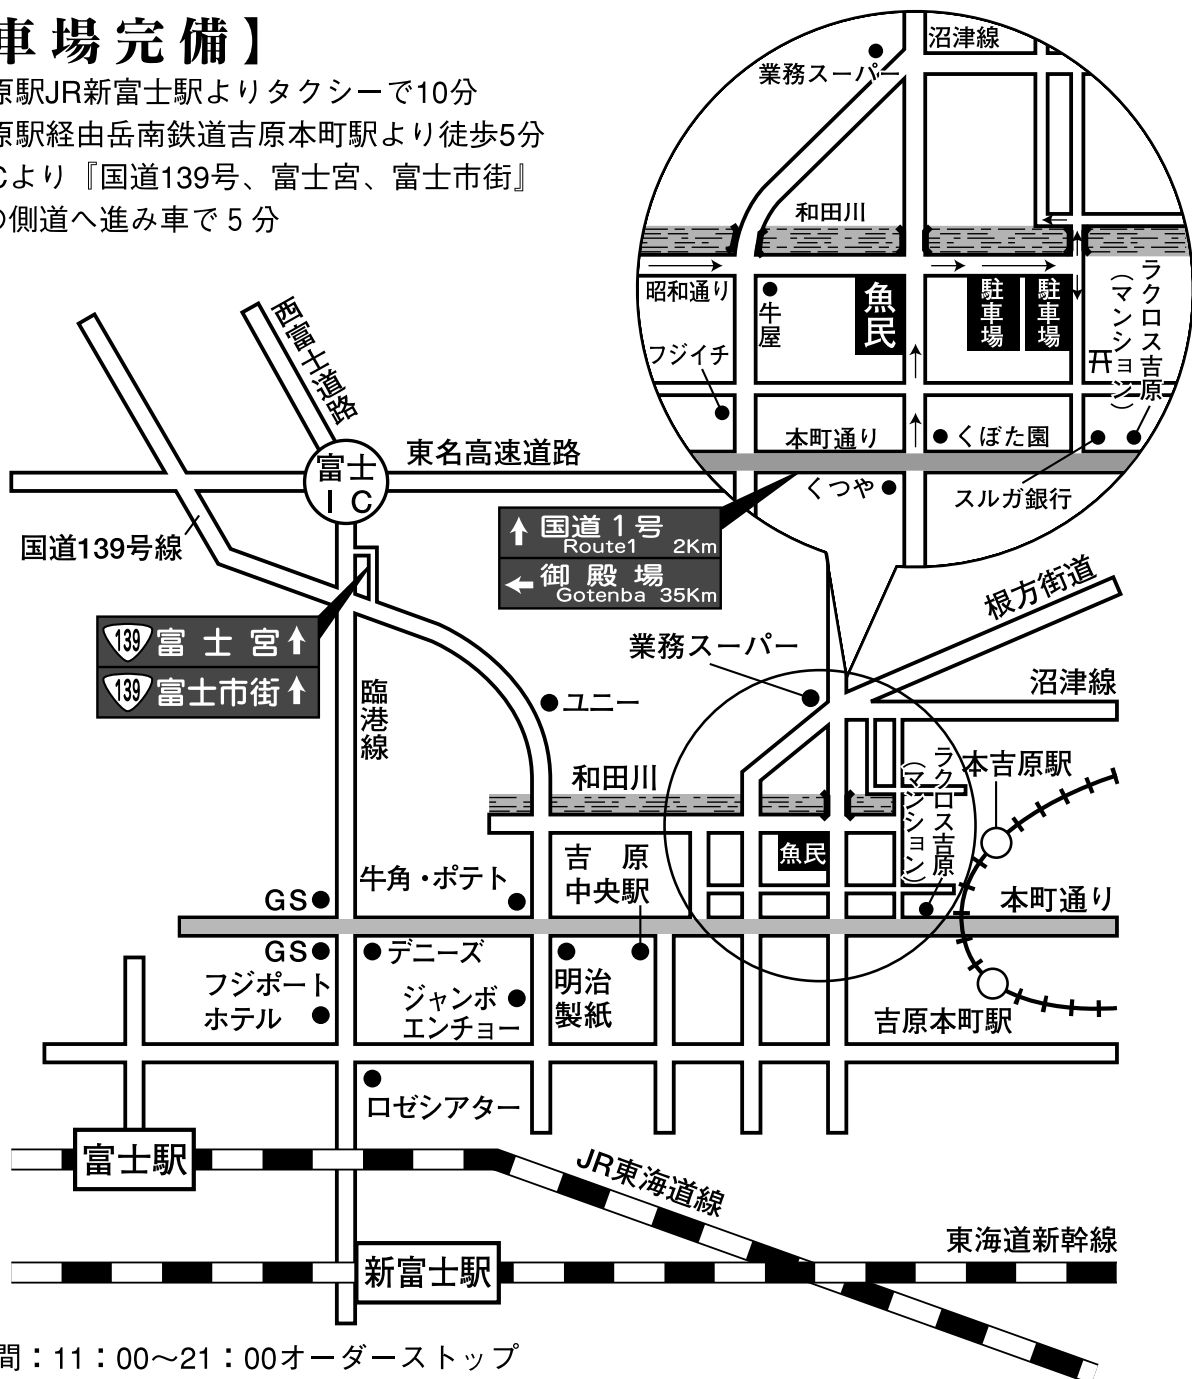 車場完備】
原駅JR新富士駅よりタクシーで10分
原駅経由岳南鉄道吉原本町駅より徒歩5分
Cより『国道139号、富士宮、富士市街』
の側道へ進み車で5分
沼津線
業務スーパー
和田川
昭和通り
牛屋
魚民
駐車場
駐車場
ラクロス吉原
（マンション）
フジイチ
本町通り
くぼた園
くつや
スルガ銀行
西富士道路
東名高速道路
富士
IC
国道139号線
国道1号
Route1 2Km
御殿場
Gotenba 35Km
139 富士宮
139 富士市街
根方街道
業務スーパー
沼津線
臨港線
ユニー
和田川
ラクロス吉原
（マンション）
本吉原駅
魚民
吉原
中央駅
牛角・ポテト
GS
本町通り
GS
デニーズ
フジポート
ホテル
ジャンボ
エンチョー
明治
製紙
吉原本町駅
ロゼシアター
富士駅
JR東海道線
新富士駅
東海道新幹線
間：11：00〜21：00オーダーストップ